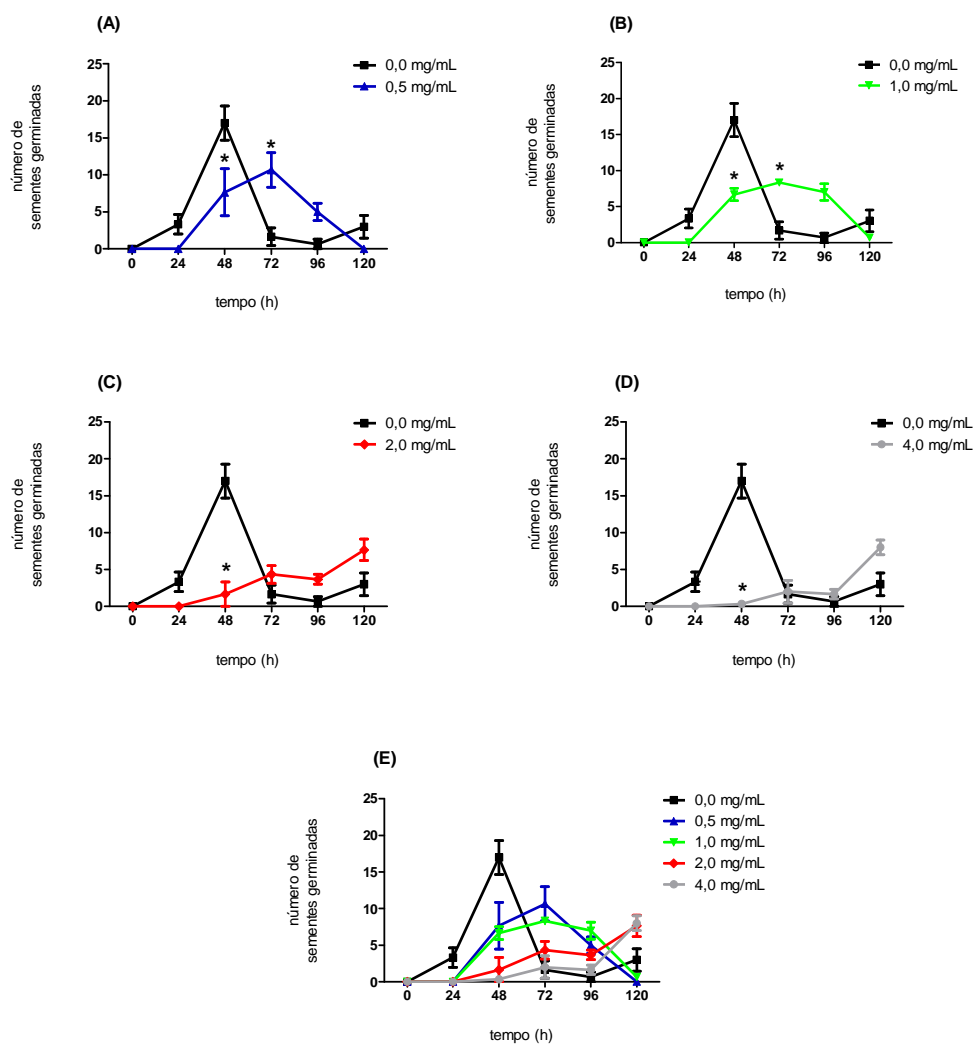 (A)
0,0 mg/mL
0,5 mg/mL
número de
sementes germinadas
25
20
15
10
5
0
*
*
0 24 48 72 96 120
tempo (h)
(B)
0,0 mg/mL
1,0 mg/mL
número de
sementes germinadas
25
20
15
10
5
0
*
*
0 24 48 72 96 120
tempo (h)
(C)
0,0 mg/mL
2,0 mg/mL
número de
sementes germinadas
25
20
15
10
5
0
*
0 24 48 72 96 120
tempo (h)
(D)
0,0 mg/mL
4,0 mg/mL
número de
sementes germinadas
25
20
15
10
5
0
*
0 24 48 72 96 120
tempo (h)
(E)
0,0 mg/mL
0,5 mg/mL
1,0 mg/mL
2,0 mg/mL
4,0 mg/mL
número de
sementes germinadas
25
20
15
10
5
0
0 24 48 72 96 120
tempo (h)